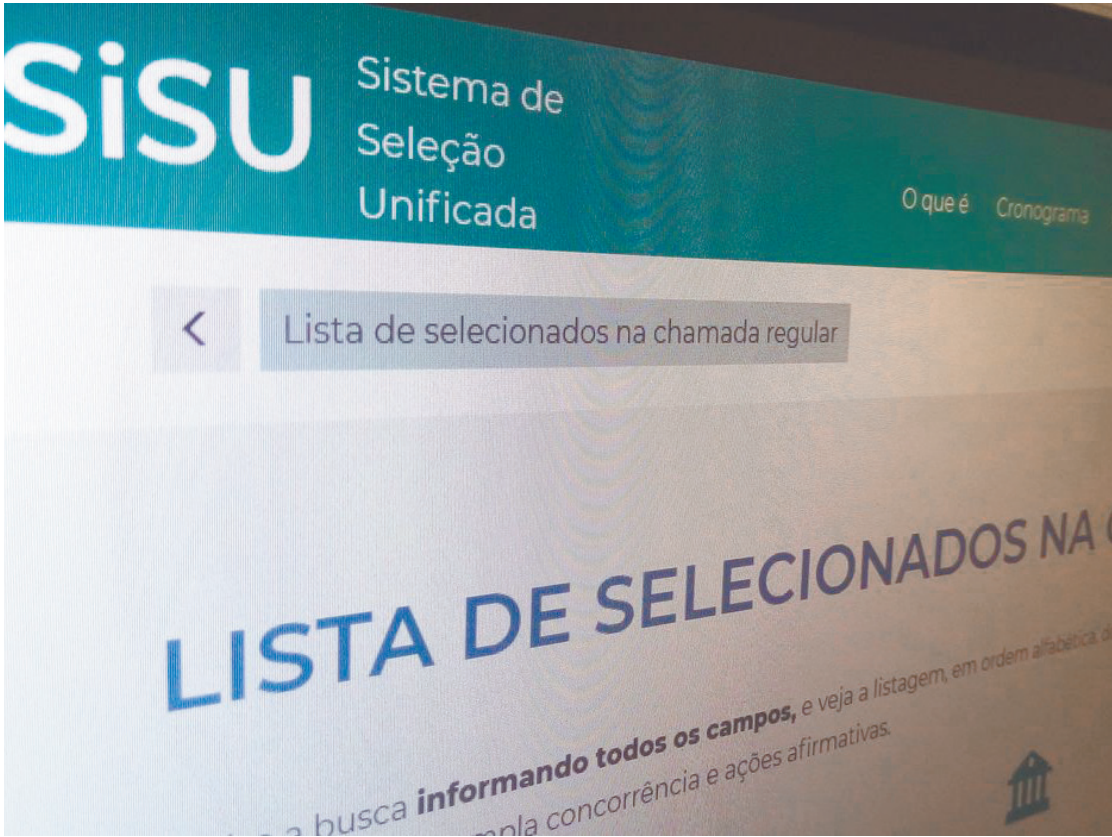 SiSU
Sistema de
Seleção
Unificada
O que é Cronograma
Lista de selecionados na chamada regular
LISTA DE SELECIONADOS NA
a busca informando todos os campos, e veja a listagem, em ordem alfabética,
concorrência e ações afirmativas.